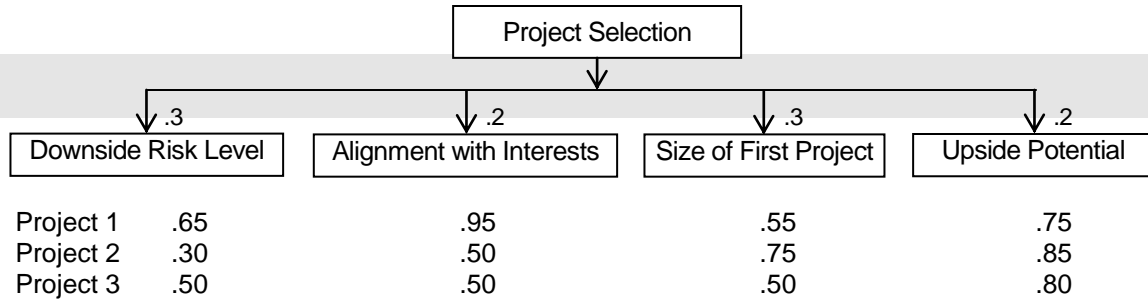 Project Selection
.3 .2 .3 .2
Downside Risk Level Alignment with Interests Size of First Project Upside Potential
Project 1 .65 .95 .55 .75
Project 2 .30 .50 .75 .85
Project 3 .50 .50 .50 .80